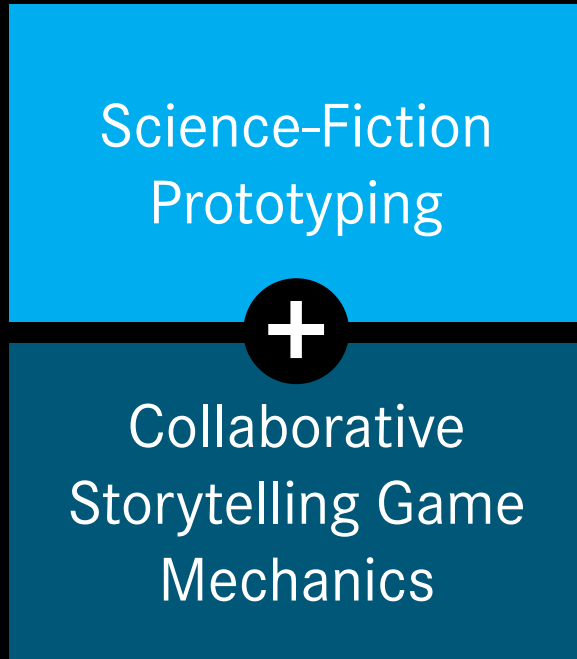 Science-Fiction
Prototyping
+
Collaborative
Storytelling Game
Mechanics